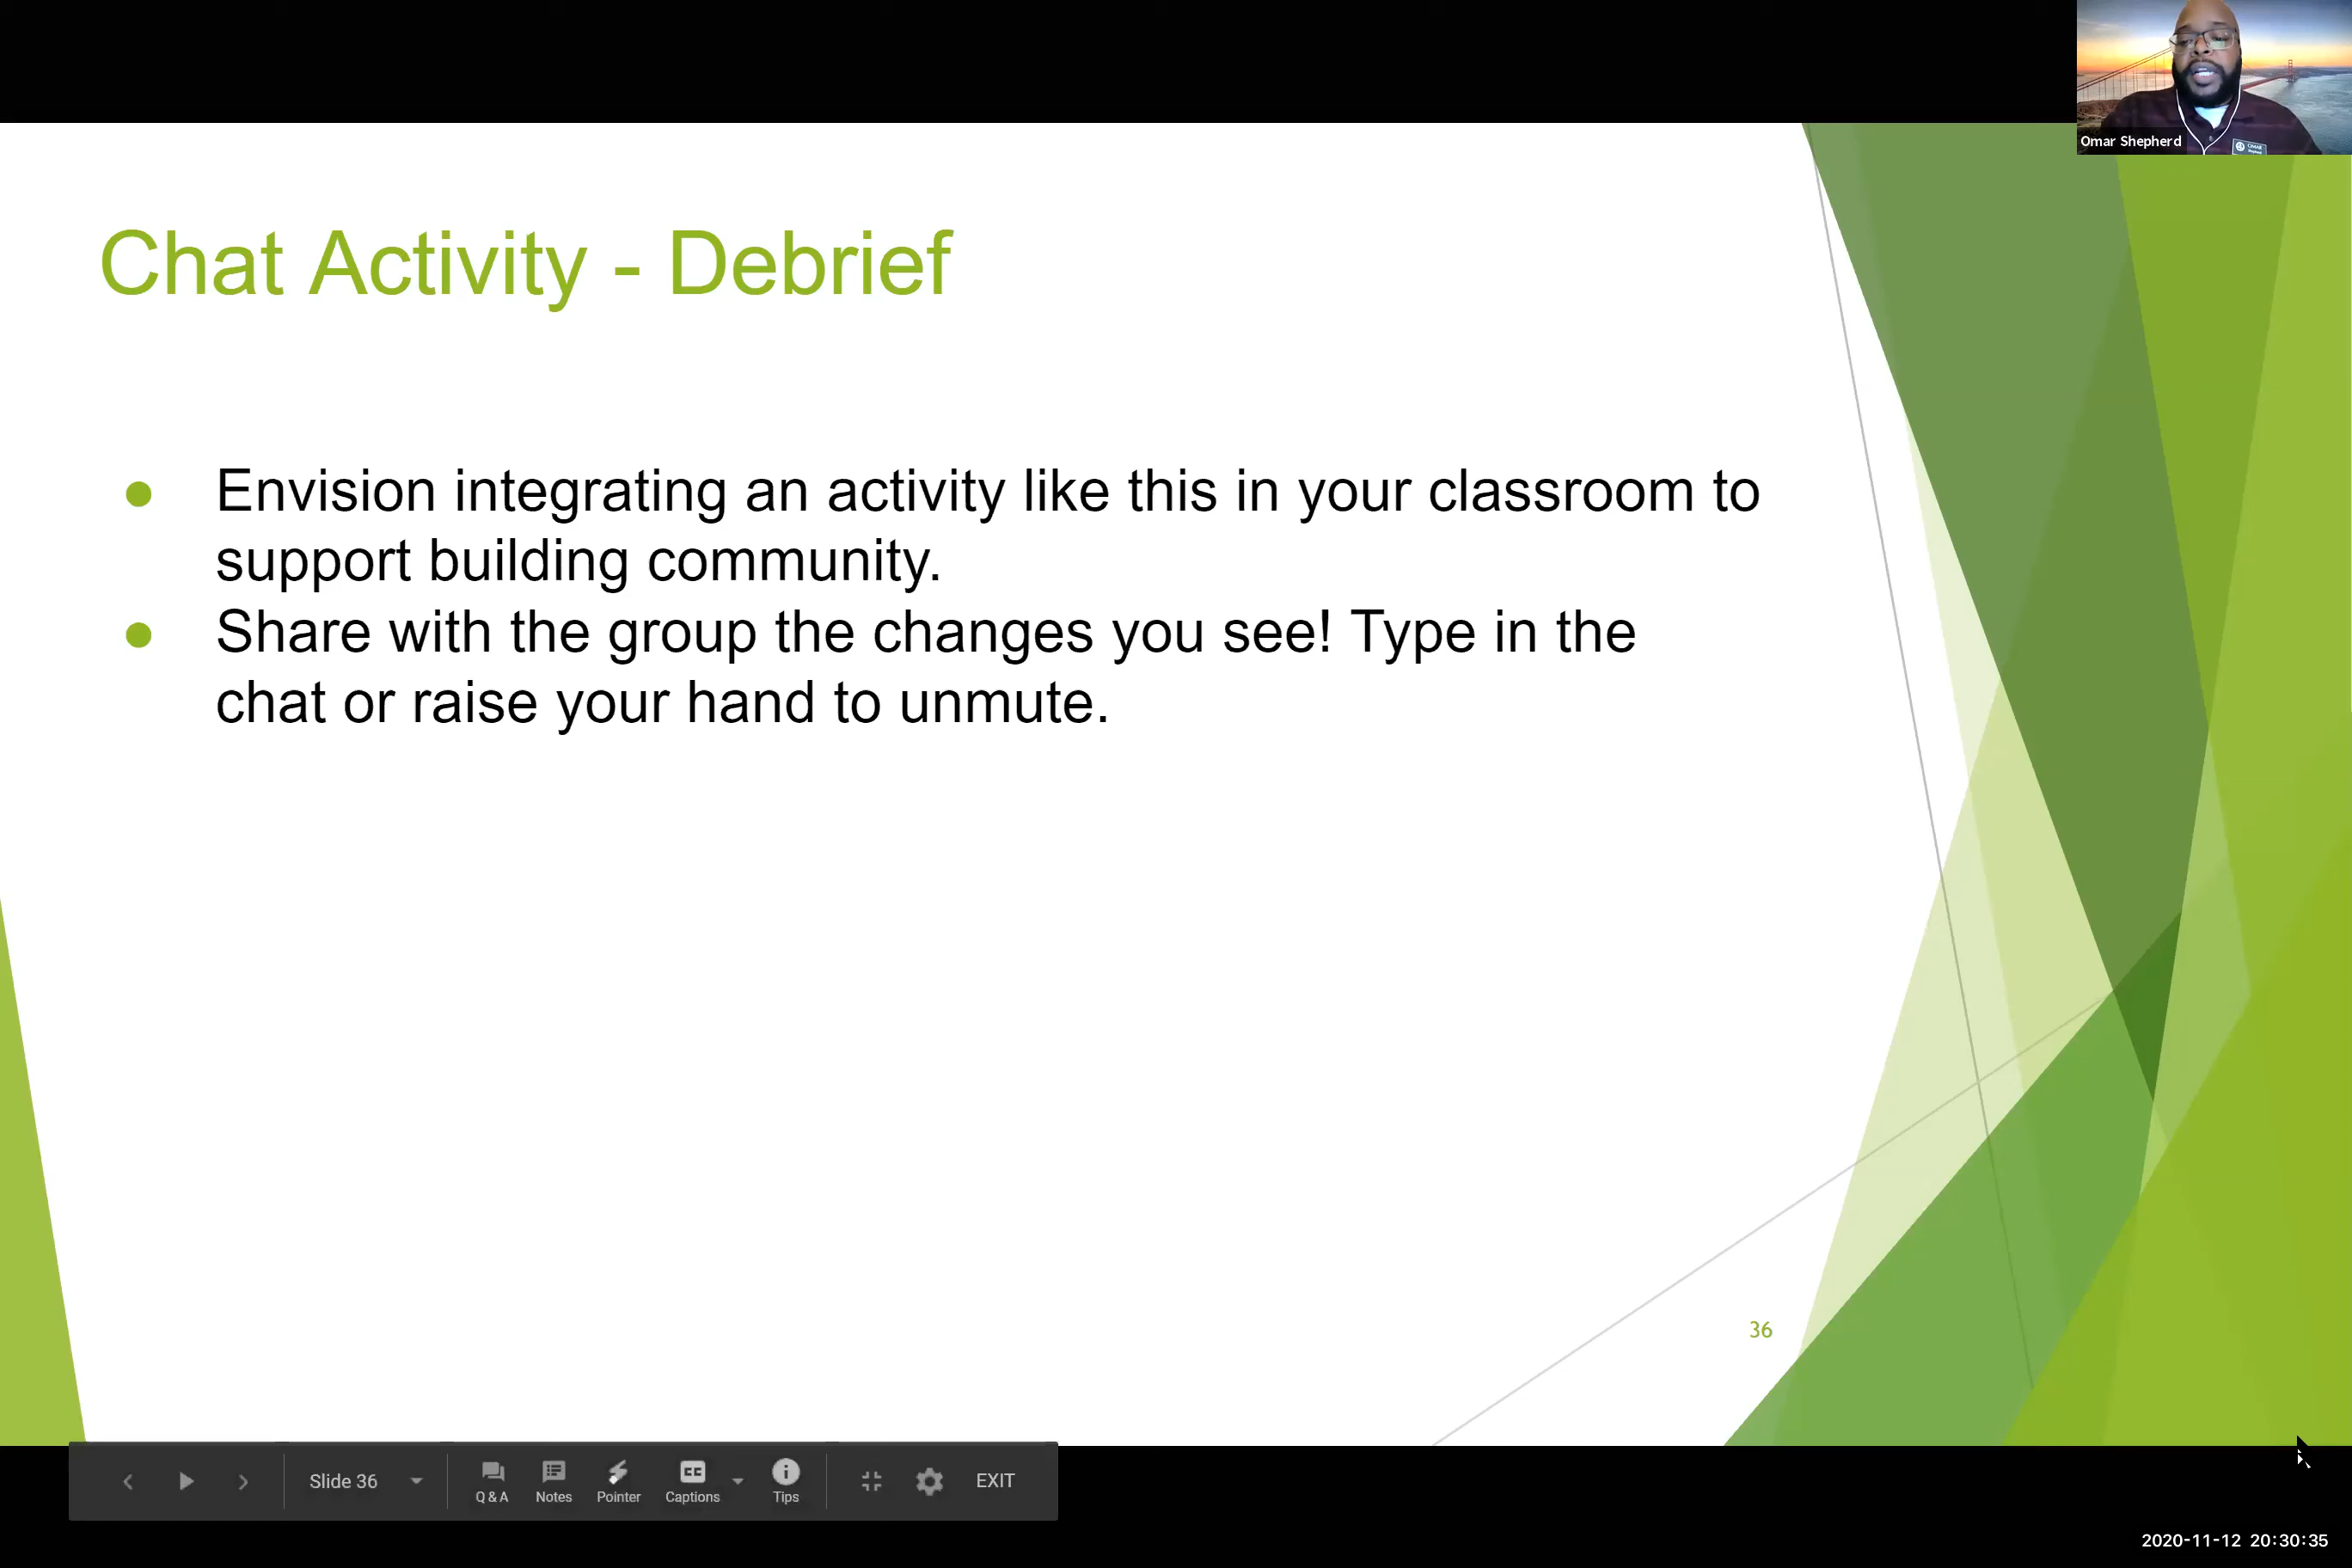 Omar Shepherd
Chat Activity - Debrief
● Envision integrating an activity like this in your classroom to
support building community.
● Share with the group the changes you see! Type in the
chat or raise your hand to unmute.
36
Slide 36
Q & A
Notes
Pointer
CC
Captions
Tips
EXIT
2020-11-12 20:30:35